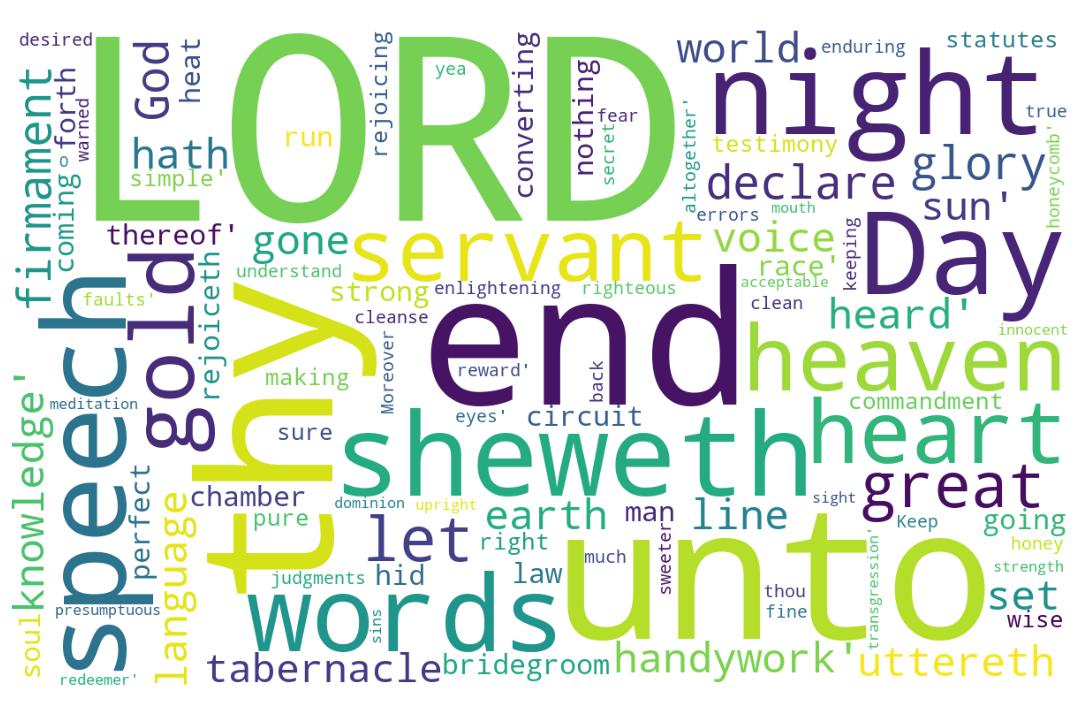 desired
LORD
God
heat
rejoicing
yea
converting
nothing
fear
secret
world
enduring
statutes
night
true
firmament
forth
warned
coming
hath
simple'
run
altogether'
testimony
declare
glory
honeycomb'
errors
mouth
sun'
thereof'
gone
servant
voice
race'
keeping
Day
understand
faults'
gold
rejoiceth
strong
enlightening
righteous
acceptable
clean
heard'
innocent
speech
thy
cleanse
end
heaven
making
Moreover
reward'
back
commandment
meditation
eyes'
circuit
sure
sheweth
heart
knowledge'
soul
perfect
language
chamber
dominion
upright
sight
great
pure
let
earth
man
line
Keep
going
right
honey
judgments
hid
law
much
sweeter
unto
transgression'
strength
presumptuous
words
sins
thou
fine
set
wise
redeemer'
tabernacle
bridegroom
handywork'
uttereth